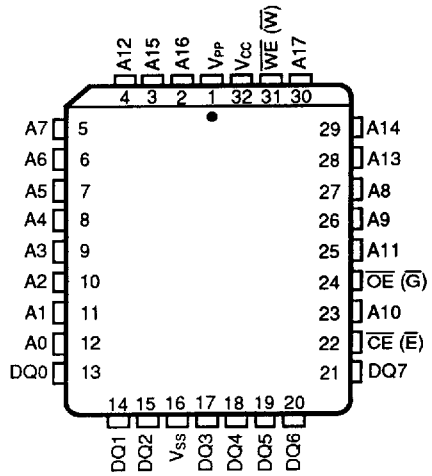 A12 A15 A16 VPP VCC WE (W) A17
4 3 2 1 32 31 30
A7 5 29 A14
A6 6 28 A13
A5 7 27 A8
A4 8 26 A9
A3 9 25 A11
A2 10 24 OE (G)
A1 11 23 A10
A0 12 22 CE (E)
DQ0 13 21 DQ7
14 15 16 17 18 19 20
DQ1 DQ2 VSS DQ3 DQ4 DQ5 DQ6